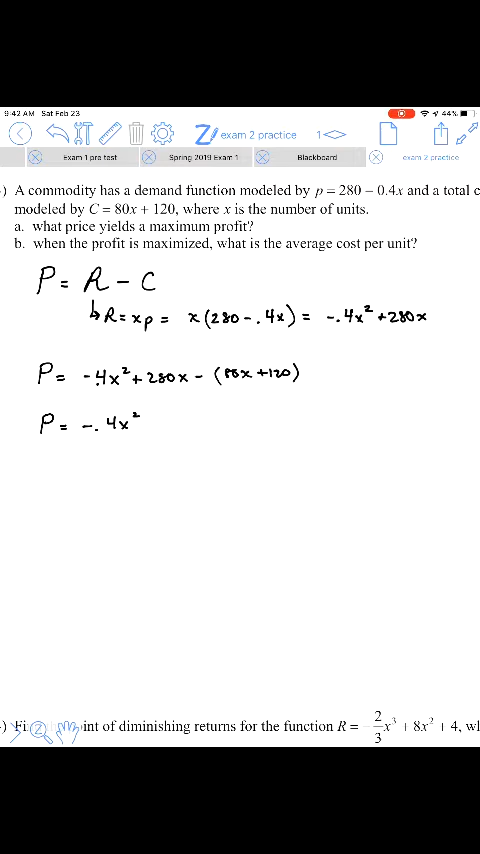 9:42 AM Sat Feb 23 44%
exam 2 practice 1
Exam 1 pre test Spring 2019 Exam 1 Blackboard exam 2 practice
) A commodity has a demand function modeled by p = 280 − 0.4x and a total c
modeled by C = 80x + 120, where x is the number of units.
a. what price yields a maximum profit?
b. when the profit is maximized, what is the average cost per unit?
P = R − C
↳ R = xp = x(280 − .4x) = −.4x² + 280x
P = −.4x² + 280x − (80x + 120)
P = −.4x²
) Fi int of diminishing returns for the function R = −2/3x³ + 8x² + 4, wh